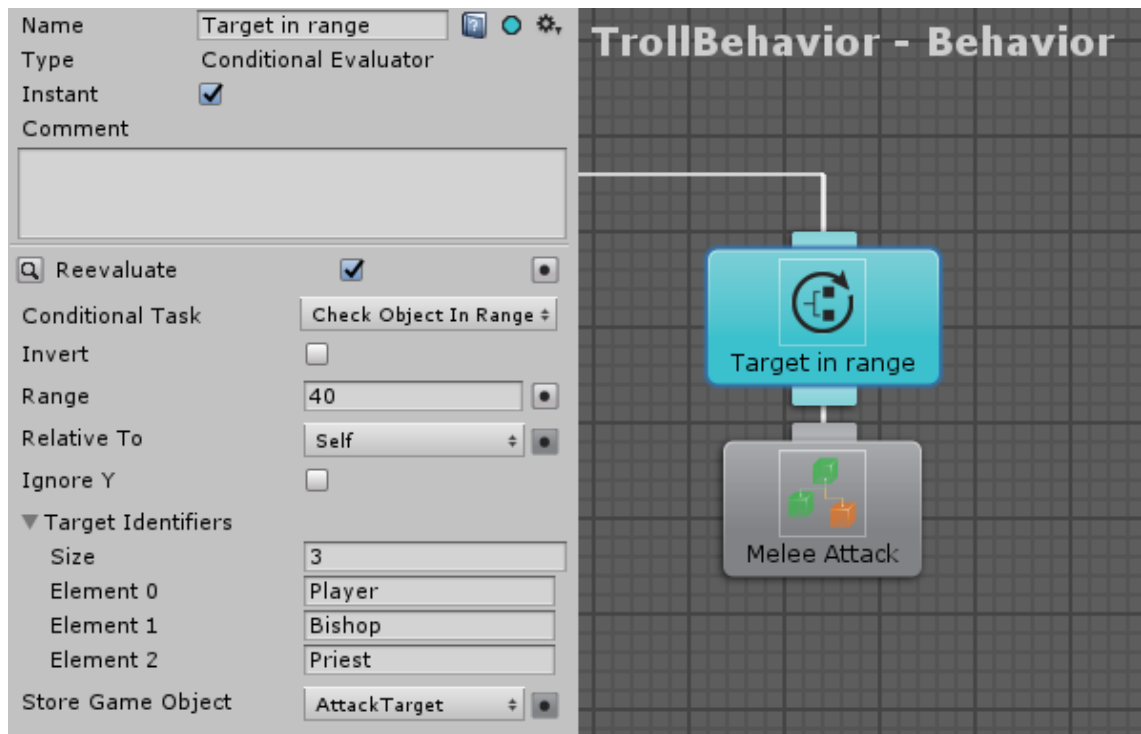 Name Target in range
Type Conditional Evaluator
Instant
Comment
Reevaluate
Conditional Task Check Object In Range
Invert
Range 40
Relative To Self
Ignore Y
Target Identifiers
Size 3
Element 0 Player
Element 1 Bishop
Element 2 Priest
Store Game Object AttackTarget
TrollBehavior - Behavior
Target in range
Melee Attack